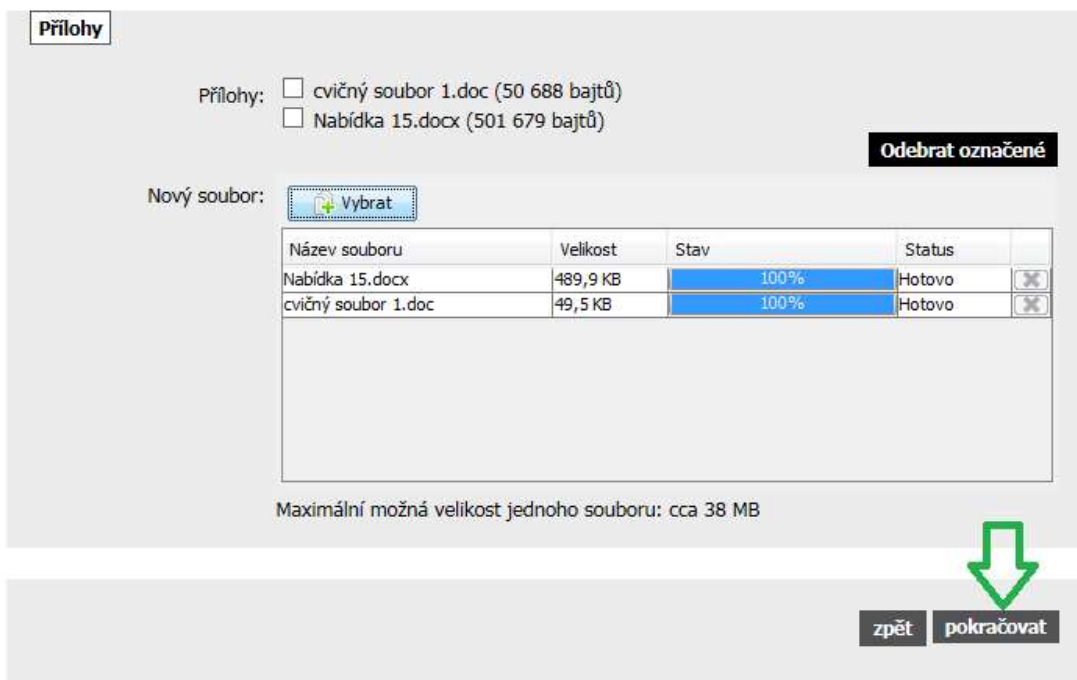 Přílohy
Přílohy: cvičný soubor 1.doc (50 688 bajtů)
Nabídka 15.docx (501 679 bajtů)
Odebrat označené
Nový soubor: Vybrat
Název souboru Velikost Stav Status
Nabídka 15.docx 489,9 KB 100% Hotovo
cvičný soubor 1.doc 49,5 KB 100% Hotovo
Maximální možná velikost jednoho souboru: cca 38 MB
zpět pokračovat